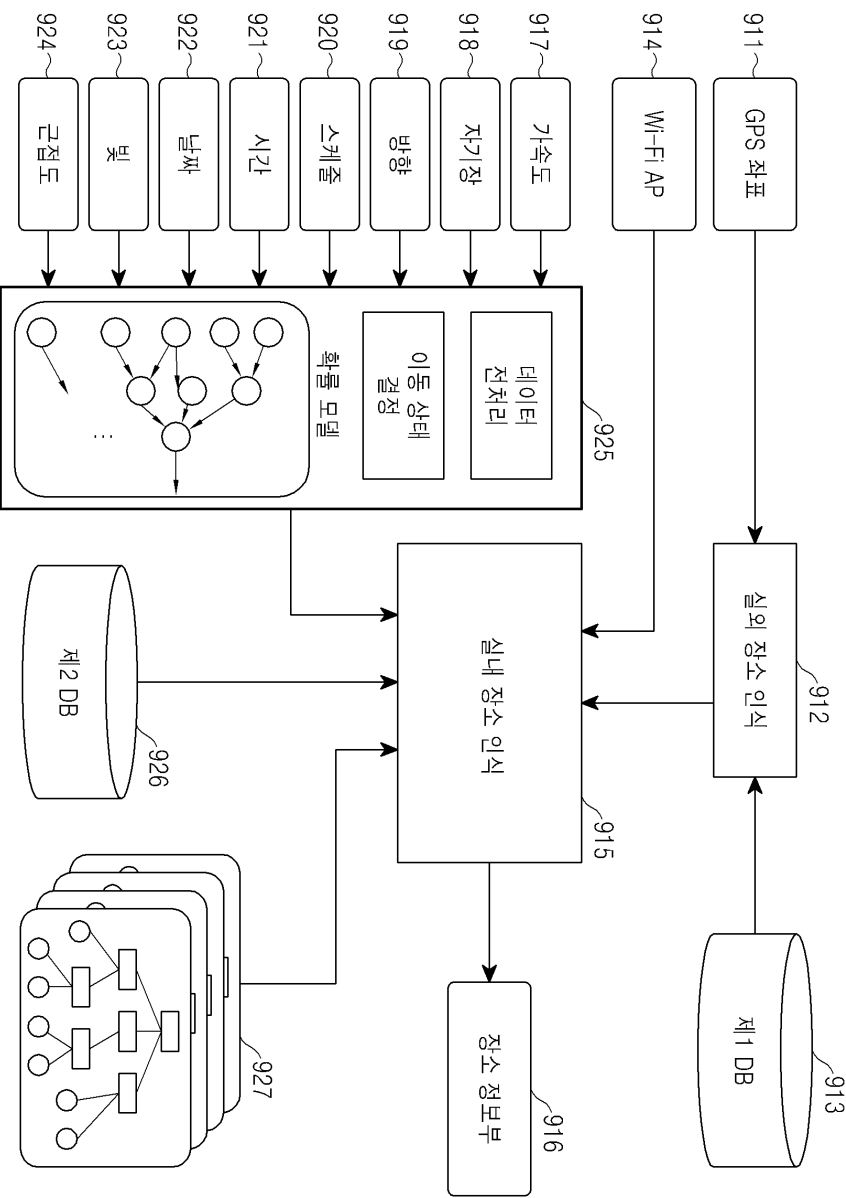 911
GPS 좌표
914
Wi-Fi AP
917
가속도
918
자기장
919
방향
920
스케줄
921
시간
922
날짜
923
빛
924
근접도
912
실외 장소 인식
913
제1 DB
925
데이터
전처리
이동 상태
결정
확률 모델
...
915
실내 장소 인식
916
장소 정보부
926
제2 DB
927